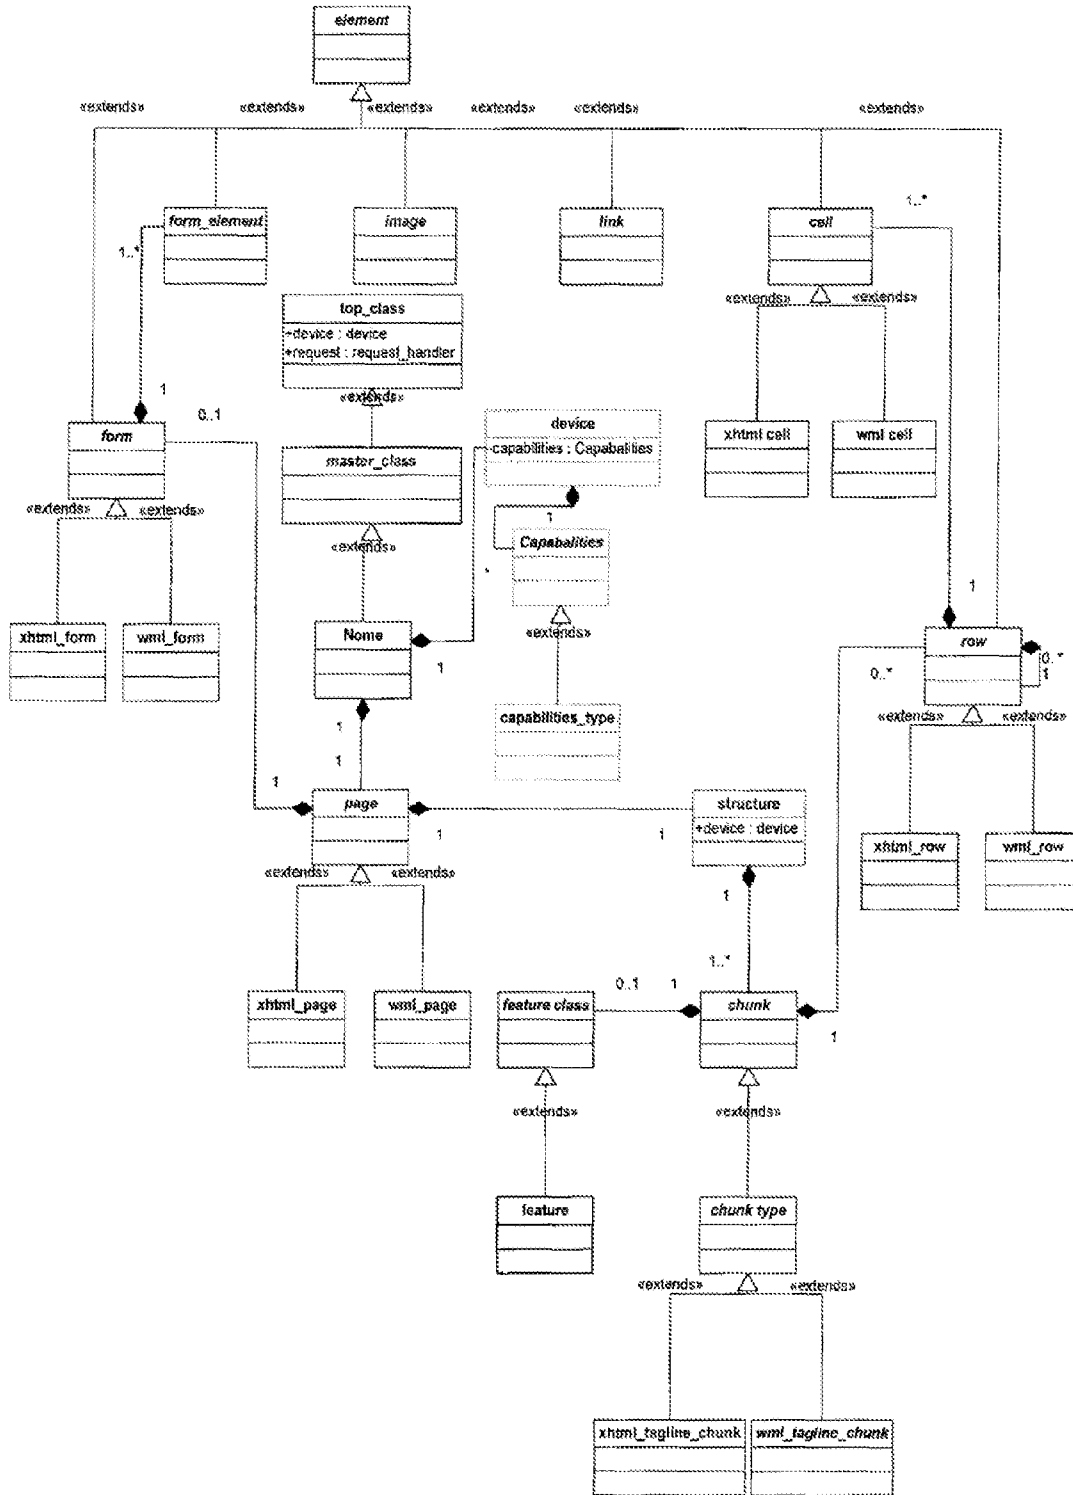 element
«extends»
«extends»
«extends»
«extends»
«extends»
«extends»
form_element
image
link
cell
1..*
1..*
«extends»
«extends»
top_class
+request : request_handler
«extends»
1
0..1
form
device
capabilities : Capabalities
xhtml cell
wml cell
master_class
«extends»
«extends»
1
Capabalities
«extends»
*
1
xhtml_form
wml_form
Nome
1
«extends»
row
0..*
1
0..*
«extends»
«extends»
capabilities_type
1
1
1
page
1
1
structure
+device : device
xhtml_row
wml_row
«extends»
«extends»
1
1..*
0..1
1
xhtml_page
wml_page
feature class
chunk
1
«extends»
«extends»
feature
chunk type
«extends»
«extends»
xhtml_tagline_chunk
wml_tagline_chunk